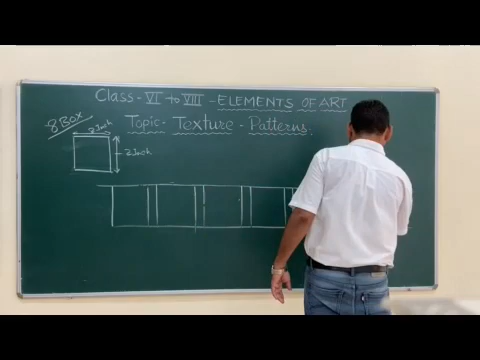 Class - VI to VIII - ELEMENTS OF ART
Topic - Texture - Patterns.
8 Box
2 Inch
2 Inch